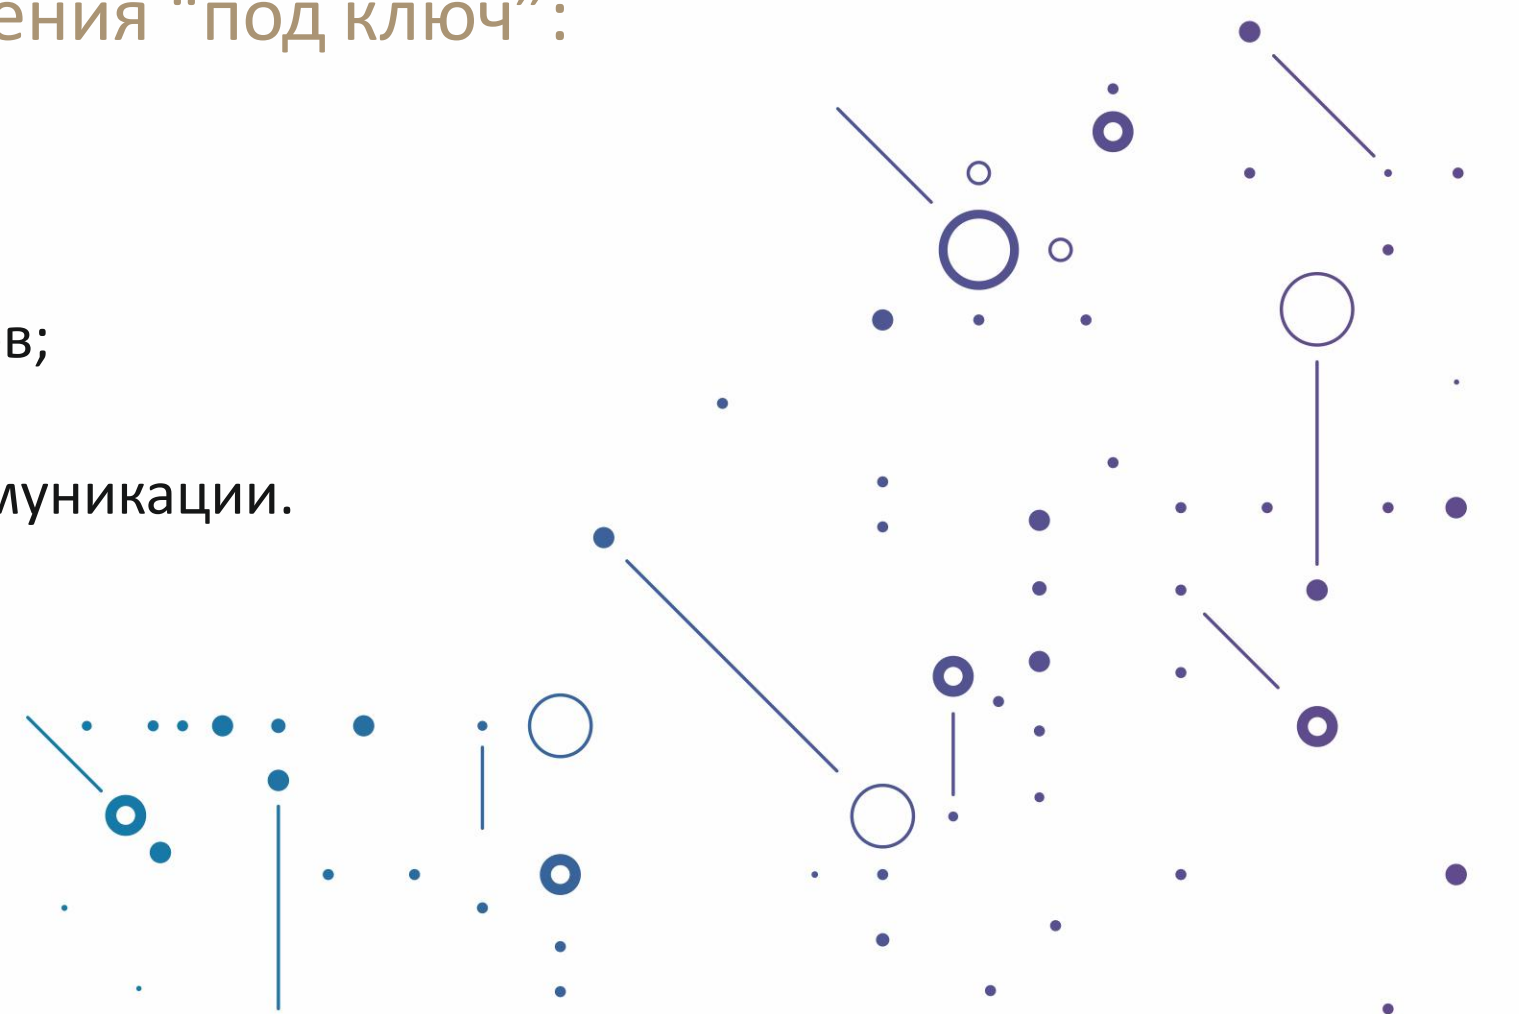 ения “под ключ”:
в;
муникации.